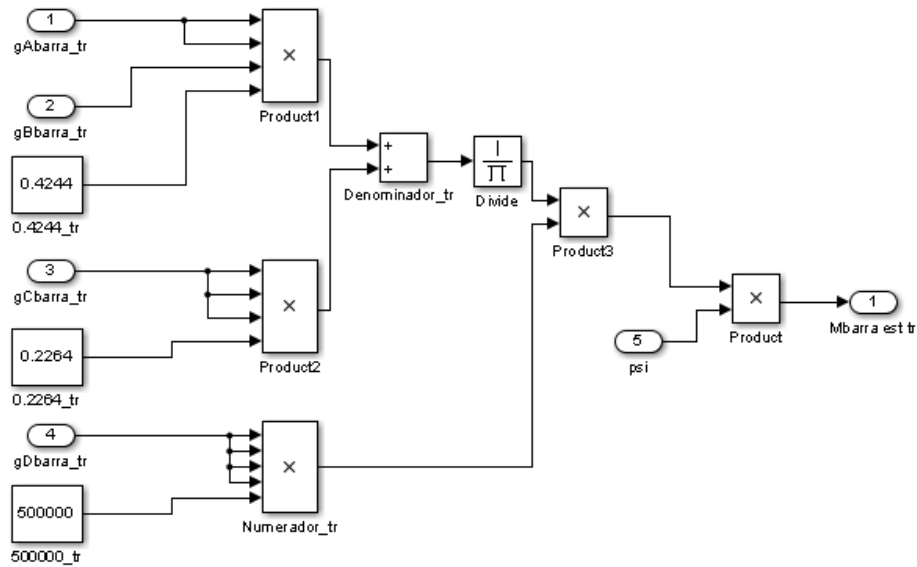 1
gAbarra_tr
2
gBbarra_tr
0.4244
0.4244_tr
×
Product1
+
+
Denominador_tr
1
∏
Divide
×
Product3
3
gCbarra_tr
0.2264
0.2264_tr
×
Product2
5
psi
×
Product
1
Mbarra est tr
4
gDbarra_tr
500000
500000_tr
×
Numerador_tr